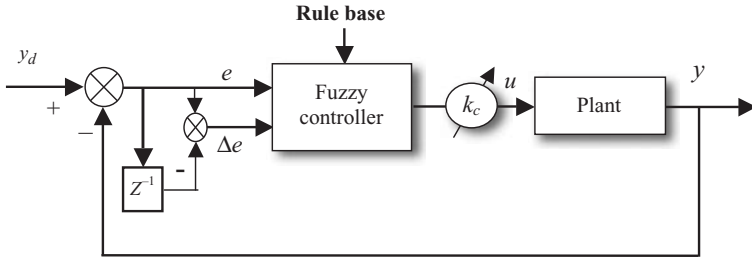 Rule base
y_d
+
−
e
Δe
Z⁻¹
-
Fuzzy
controller
k_c
u
Plant
y